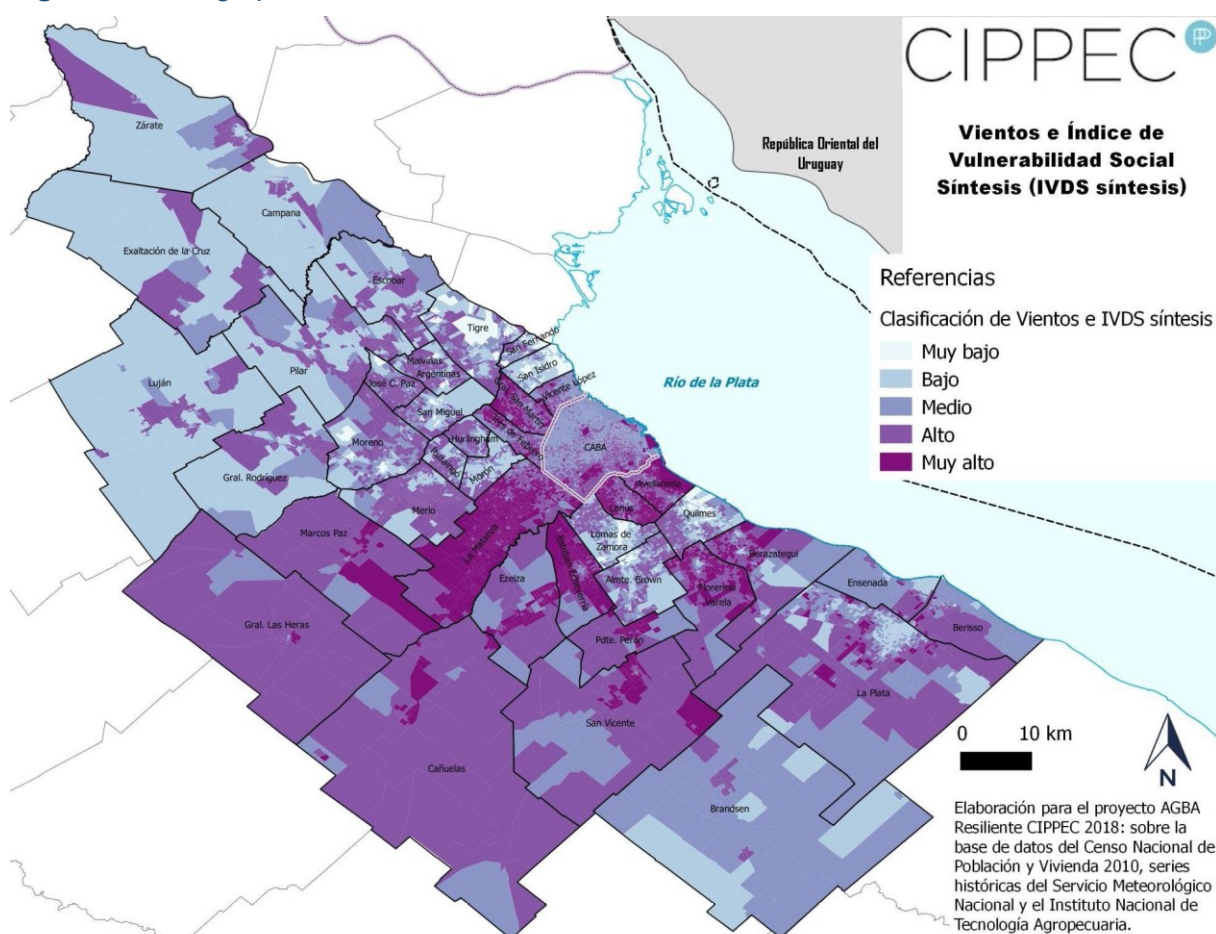 CIPPEC
PP
Vientos e Índice de
Vulnerabilidad Social
Síntesis (IVDS síntesis)
República Oriental del
Uruguay
Referencias
Clasificación de Vientos e IVDS síntesis
Muy bajo
Bajo
Medio
Alto
Muy alto
Río de la Plata
Zárate
Campana
Exaltación de la Cruz
Escobar
Tigre
San Fernando
San Isidro
Malvinas
Argentinas
Pilar
Luján
José C. Paz
Vicente López
Gral. San Martín
San Miguel
Tres de Febrero
Hurlingham
Moreno
Ituzaingó
Morón
CABA
Gral. Rodríguez
Merlo
Avellaneda
Lanús
Quilmes
Marcos Paz
La Matanza
Lomas de
Zamora
Berazategui
Ezeiza
Esteban Echeverría
Almte. Brown
Florencio
Varela
Ensenada
Gral. Las Heras
Pdte. Perón
Berisso
La Plata
San Vicente
Cañuelas
Brandsen
0 10 km
N
Elaboración para el proyecto AGBA
Resiliente CIPPEC 2018: sobre la
base de datos del Censo Nacional de
Población y Vivienda 2010, series
históricas del Servicio Meteorológico
Nacional y el Instituto Nacional de
Tecnología Agropecuaria.